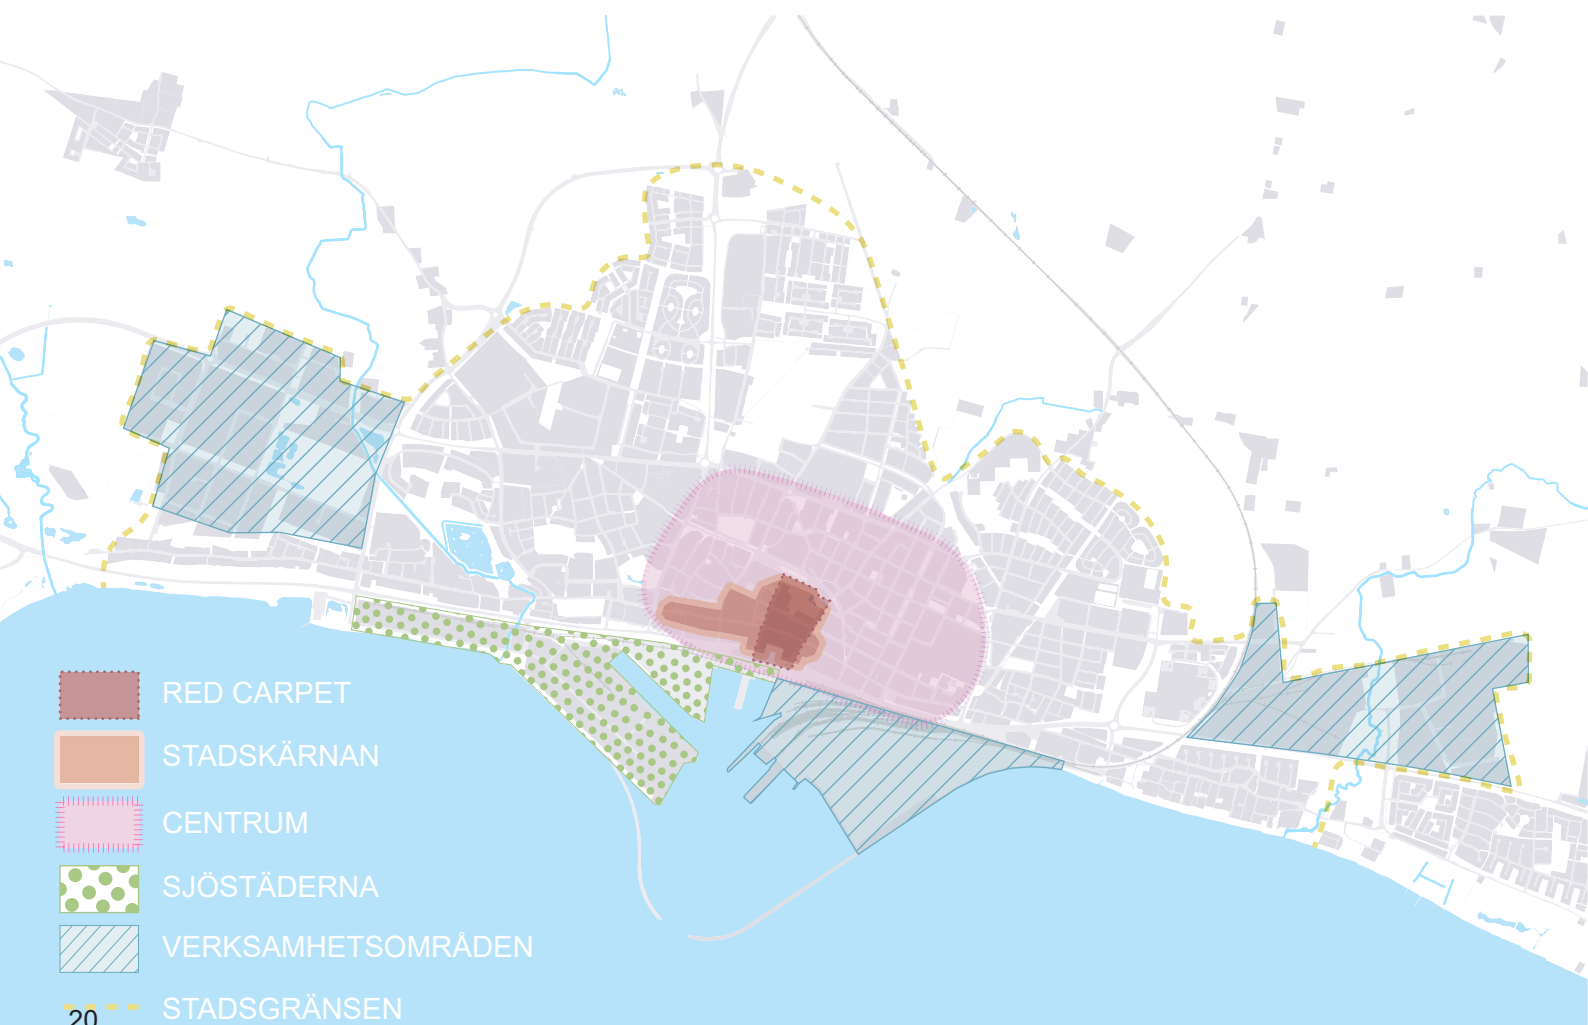 RED CARPET
STADSKÄRNAN
CENTRUM
SJÖSTÄDERNA
VERKSAMHETSOMRÅDEN
STADSGRÄNSEN
20